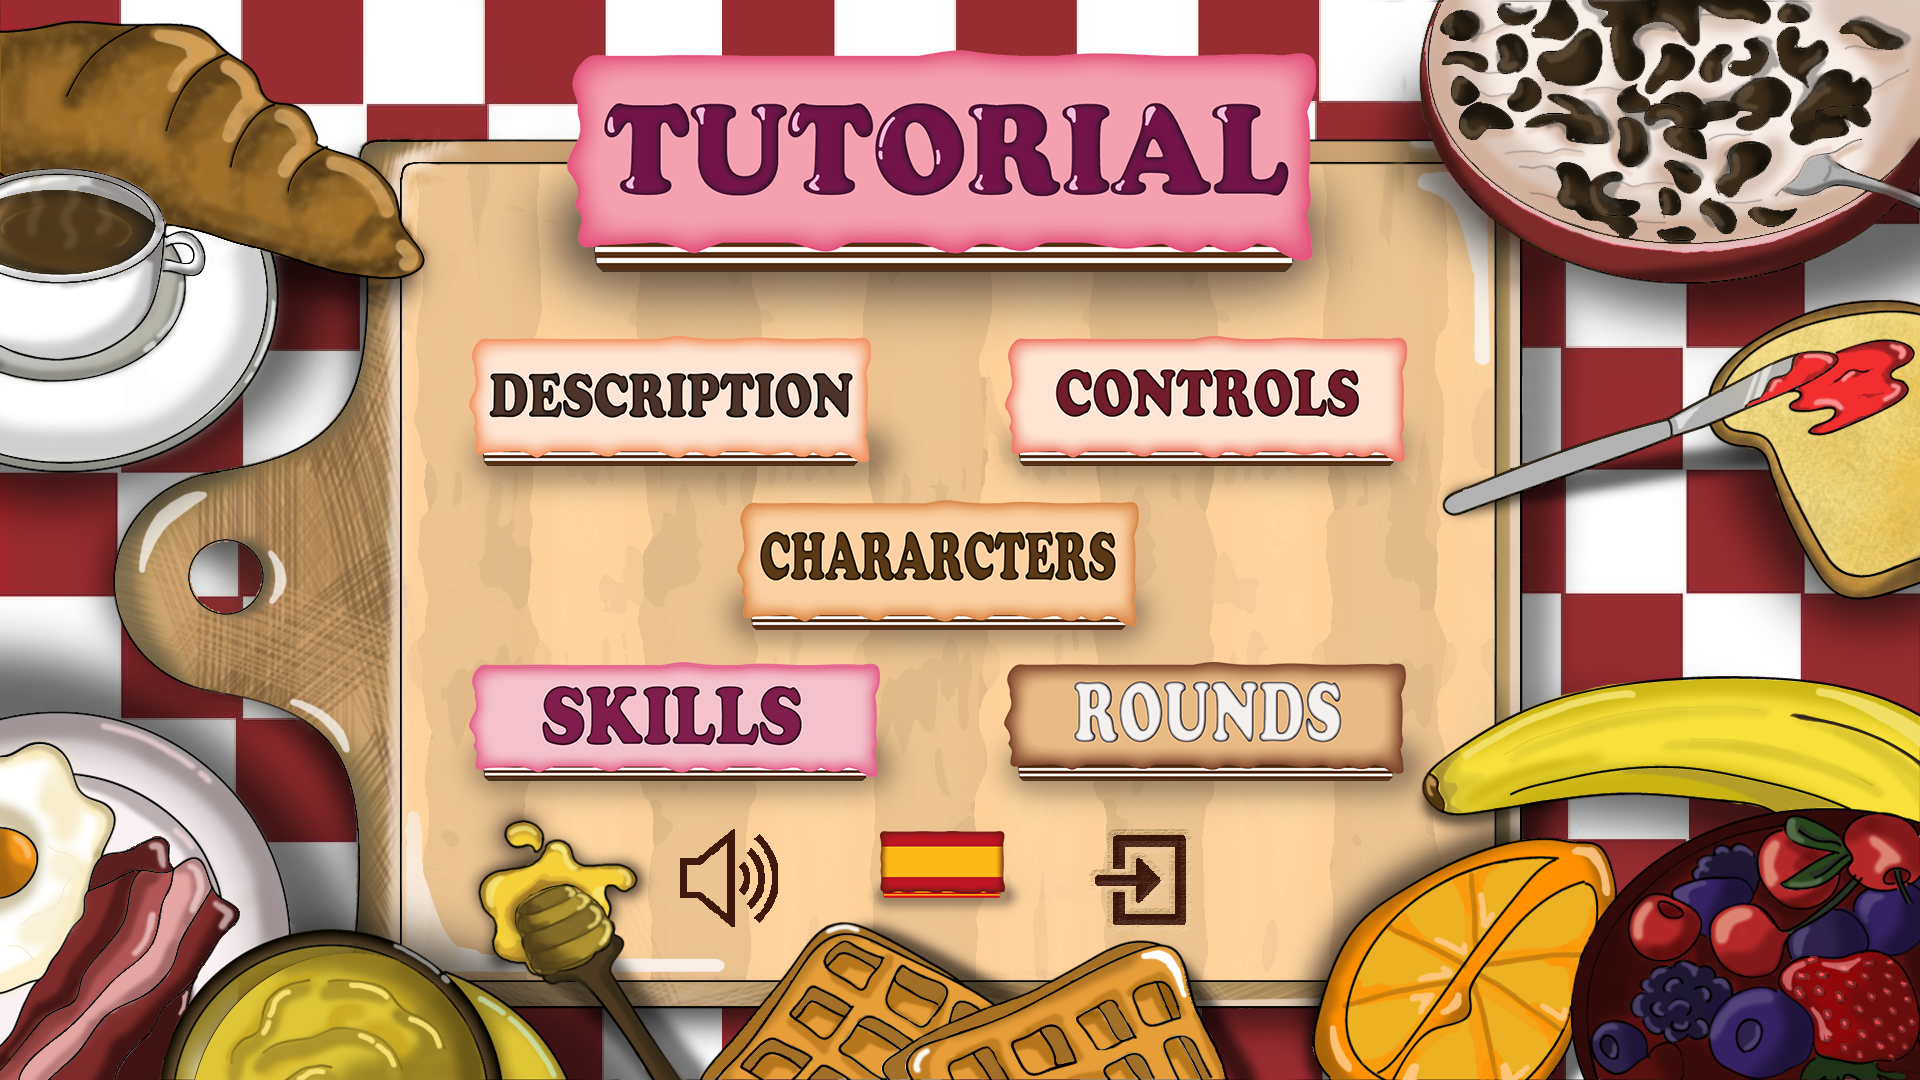 TUTORIAL
DESCRIPTION
CONTROLS
CHARARCTERS
SKILLS
ROUNDS